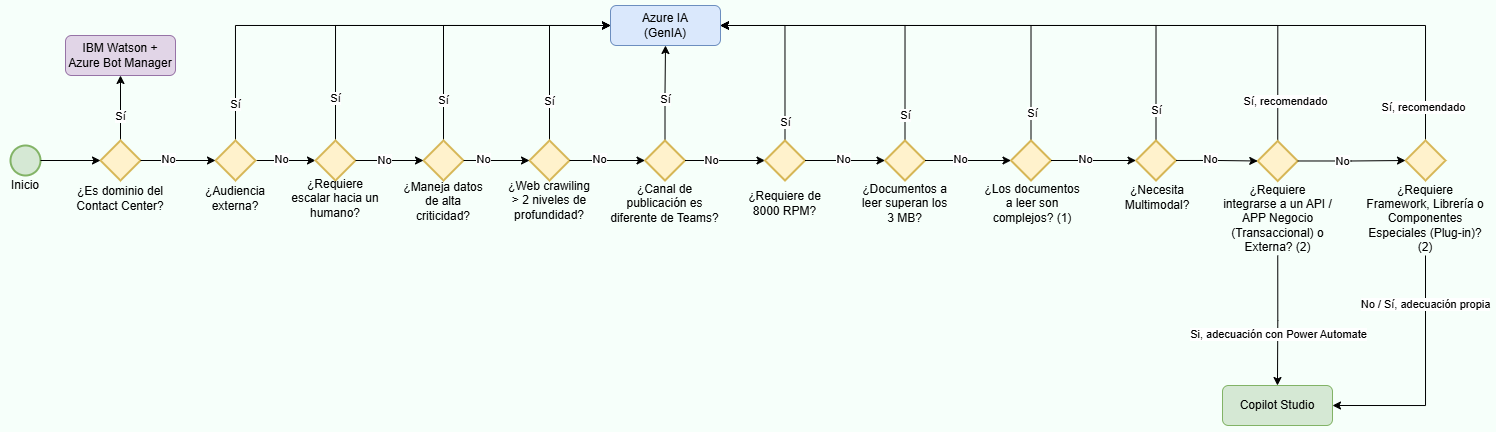 Azure IA
(GenIA)
IBM Watson +
Azure Bot Manager
Sí
Sí
Sí
Sí
Sí
Sí
Sí
Sí
Sí
Sí
Sí, recomendado
Sí, recomendado
Inicio
No
No
No
No
No
No
No
No
No
No
No
¿Es dominio del
Contact Center?
¿Audiencia
externa?
¿Requiere
escalar hacia un
humano?
¿Maneja datos
de alta
criticidad?
¿Web crawiling
> 2 niveles de
profundidad?
¿Canal de
publicación es
diferente de Teams?
¿Requiere de
8000 RPM?
¿Documentos a
leer superan los
3 MB?
¿Los documentos
a leer son
complejos? (1)
¿Necesita
Multimodal?
¿Requiere
integrarse a un API /
APP Negocio
(Transaccional) o
Externa? (2)
¿Requiere
Framework, Librería o
Componentes
Especiales (Plug-in)?
(2)
No / Sí, adecuación propia
Si, adecuación con Power Automate
Copilot Studio